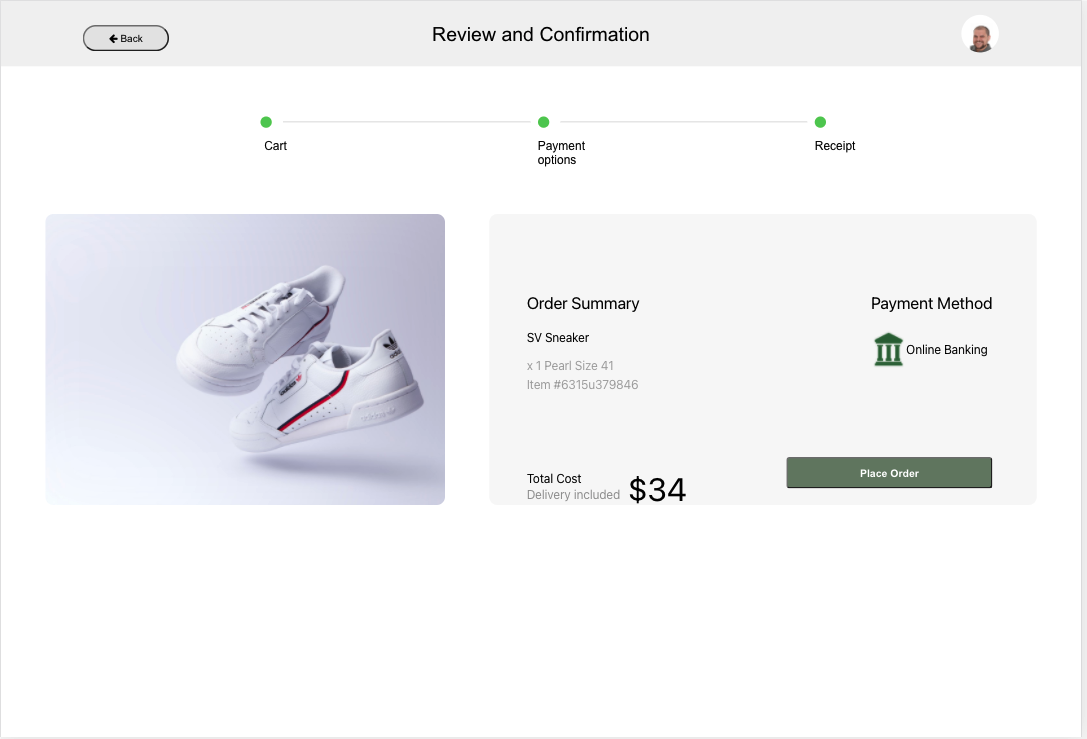 Back
Review and Confirmation
Cart
Payment
options
Receipt
adidas
Order Summary
Payment Method
SV Sneaker
Online Banking
x 1 Pearl Size 41
Item #6315u379846
Total Cost
Delivery included
$34
Place Order